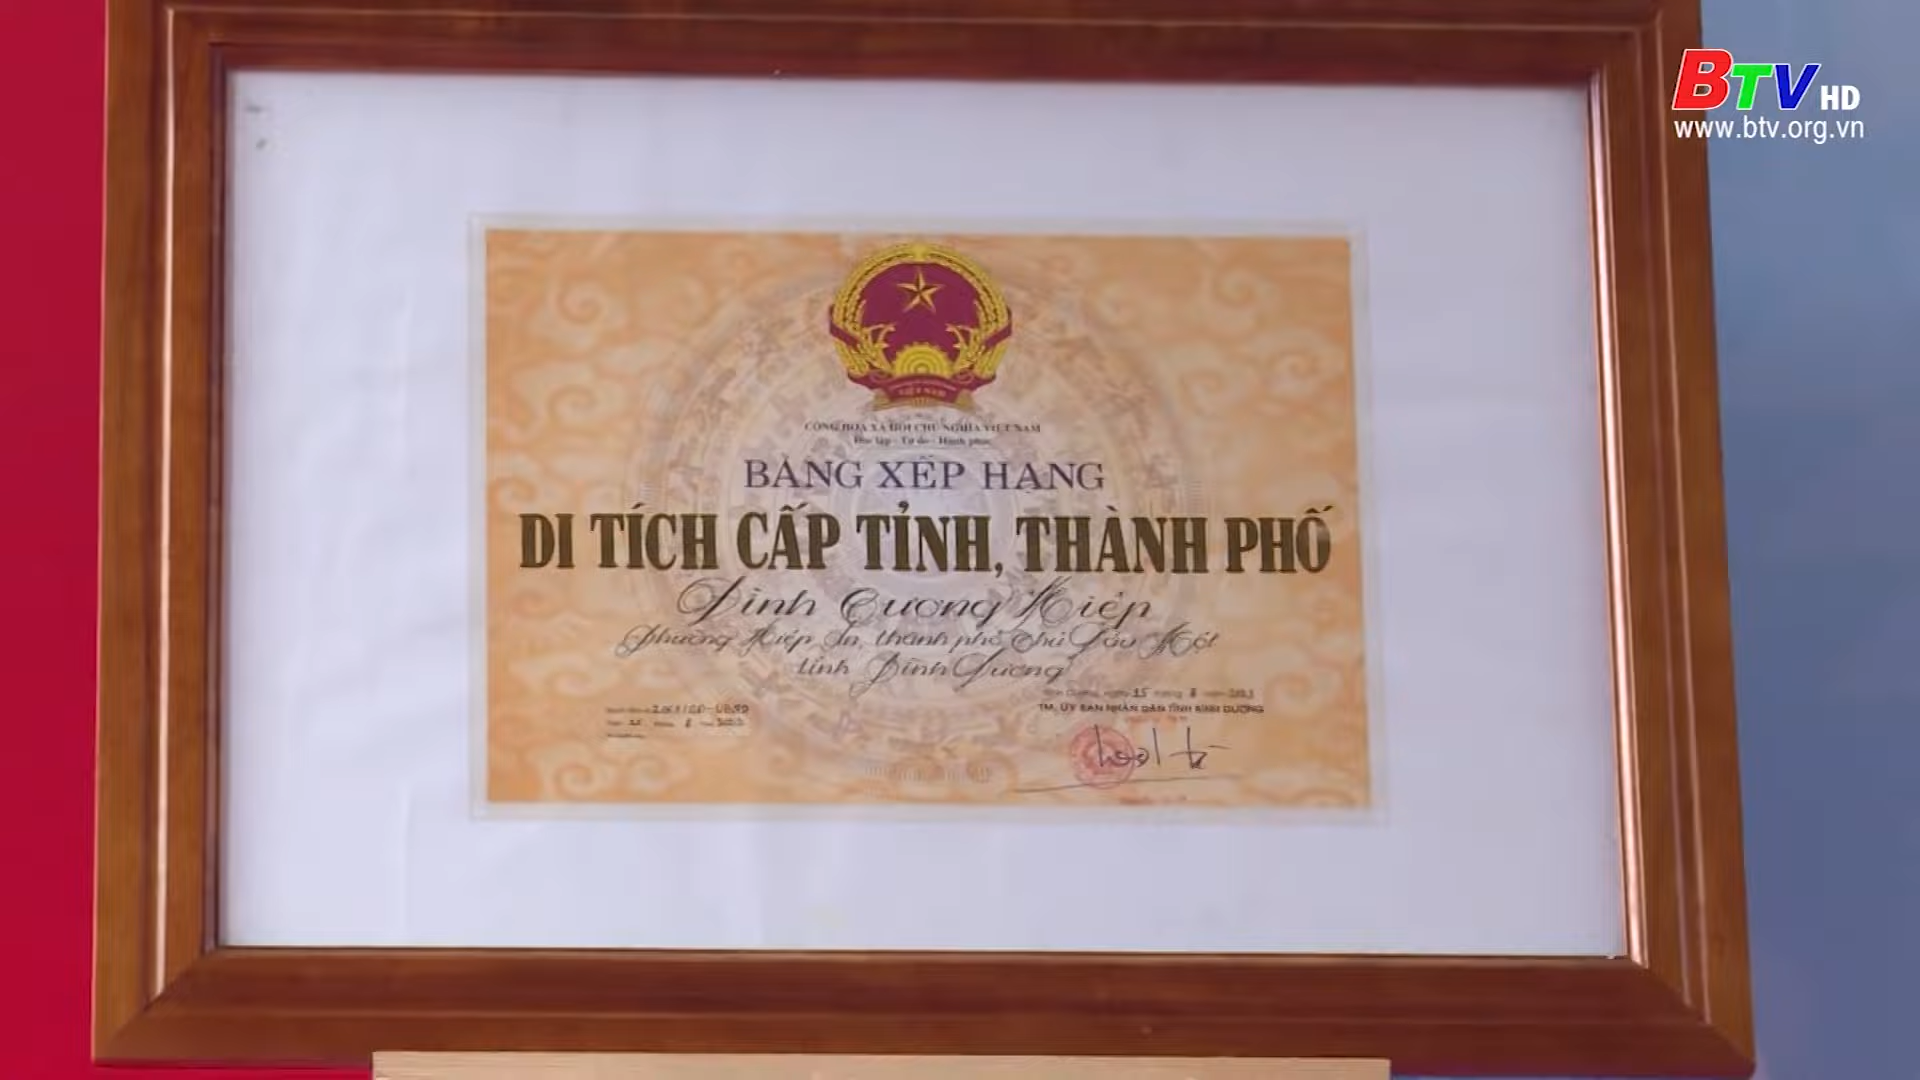 BTV HD
www.btv.org.vn
VIỆT NAM
CỘNG HÒA XÃ HỘI CHỦ NGHĨA VIỆT NAM
Độc lập - Tự do - Hạnh phúc
BẰNG XẾP HẠNG
DI TÍCH CẤP TỈNH, THÀNH PHỐ
Đình Tương Hiệp
Phường Hiệp An, thành phố Thủ Dầu Một
tỉnh Bình Dương
TM. ỦY BAN NHÂN DÂN TỈNH BÌNH DƯƠNG